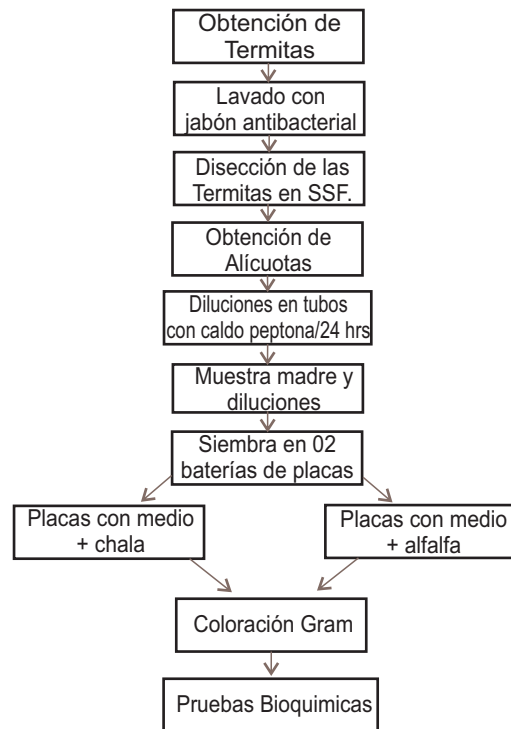 Obtención de
Termitas
Lavado con
jabón antibacterial
Disección de las
Termitas en SSF.
Obtención de
Alícuotas
Diluciones en tubos
con caldo peptona/24 hrs
Muestra madre y
diluciones
Siembra en 02
baterías de placas
Placas con medio
+ chala
Placas con medio
+ alfalfa
Coloración Gram
Pruebas Bioquimicas